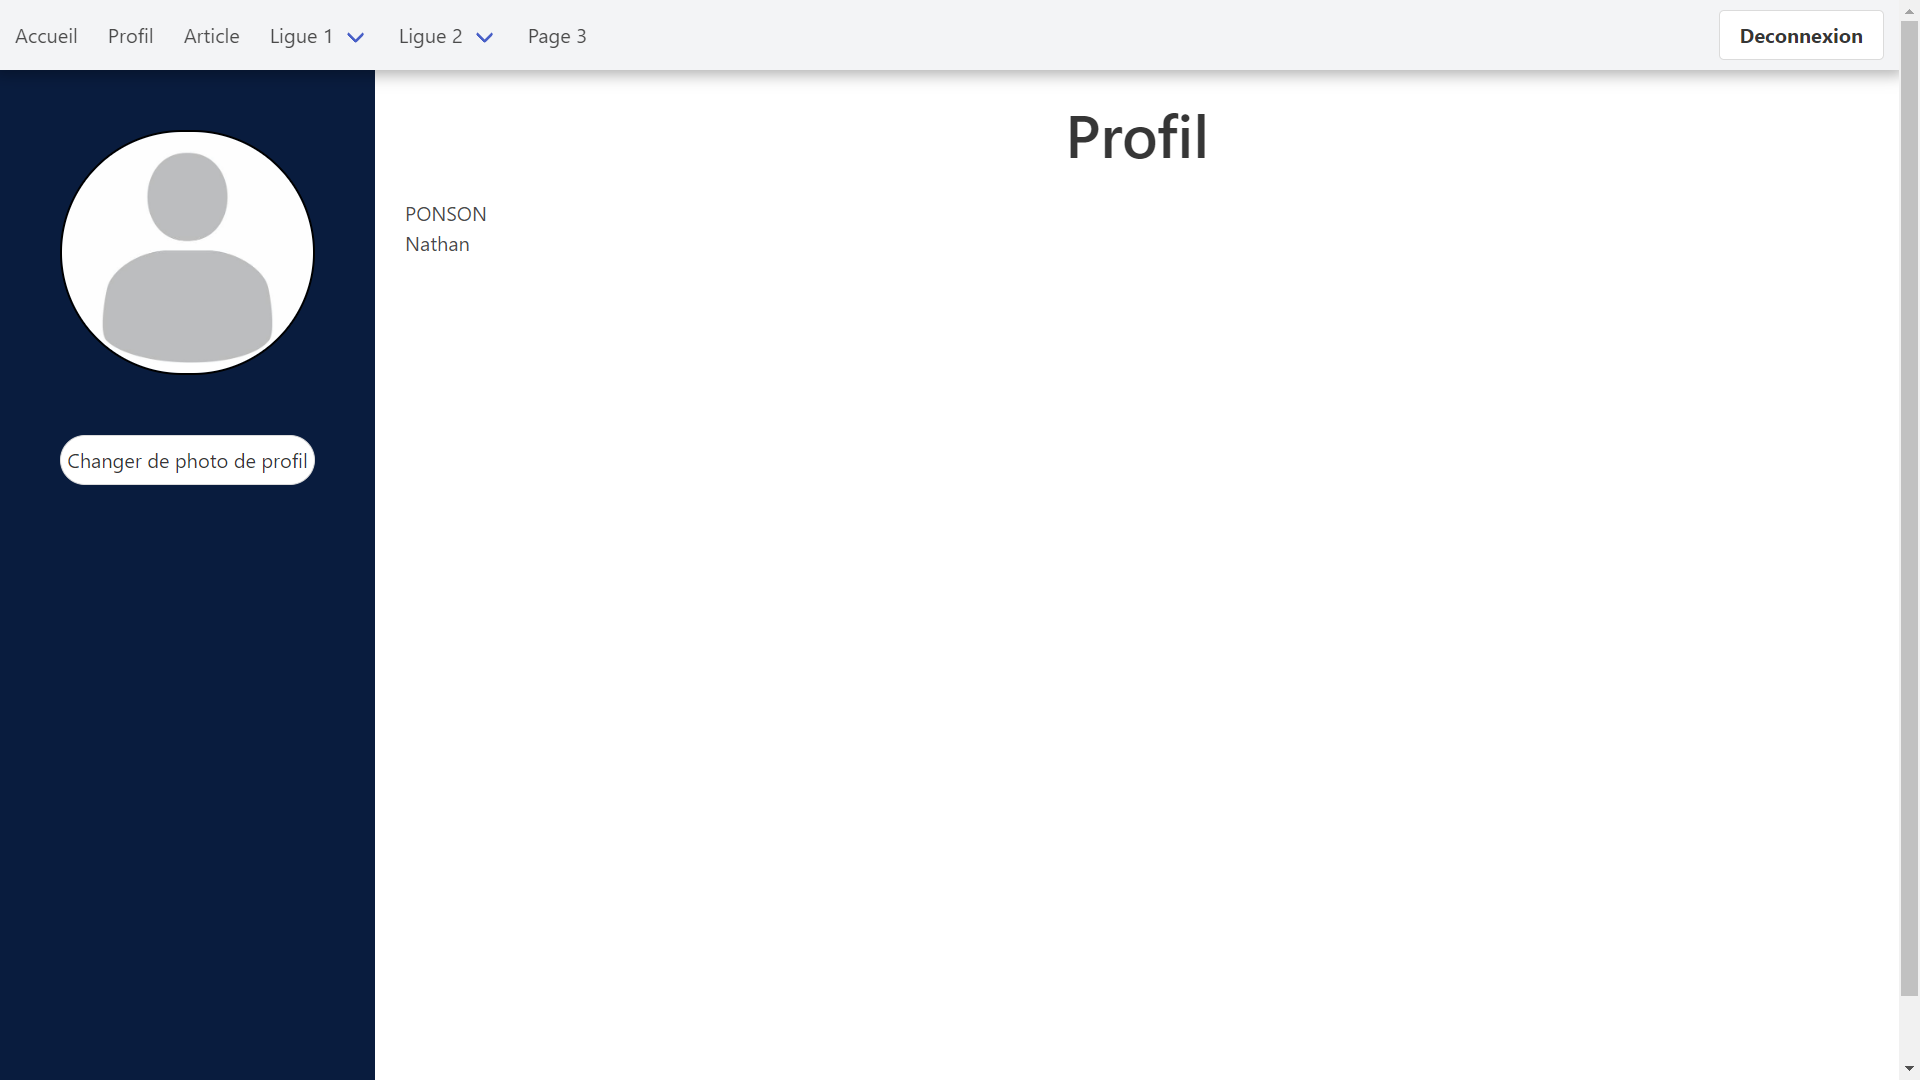 Accueil Profil Article Ligue 1 Ligue 2 Page 3 Deconnexion
Profil
PONSON
Nathan
Changer de photo de profil